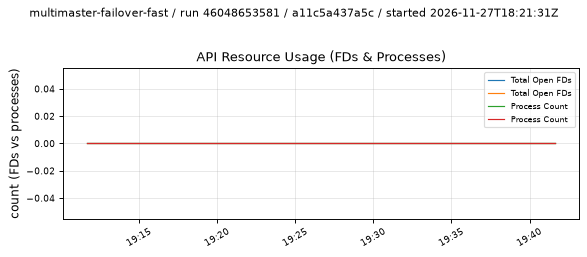 multimaster-failover-fast / run 46048653581 / a11c5a437a5c / started 2026-11-27T18:21:31Z
API Resource Usage (FDs & Processes)
count (FDs vs processes)
0.04
0.02
0.00
−0.02
−0.04
Total Open FDs
Total Open FDs
Process Count
Process Count
19:15
19:20
19:25
19:30
19:35
19:40